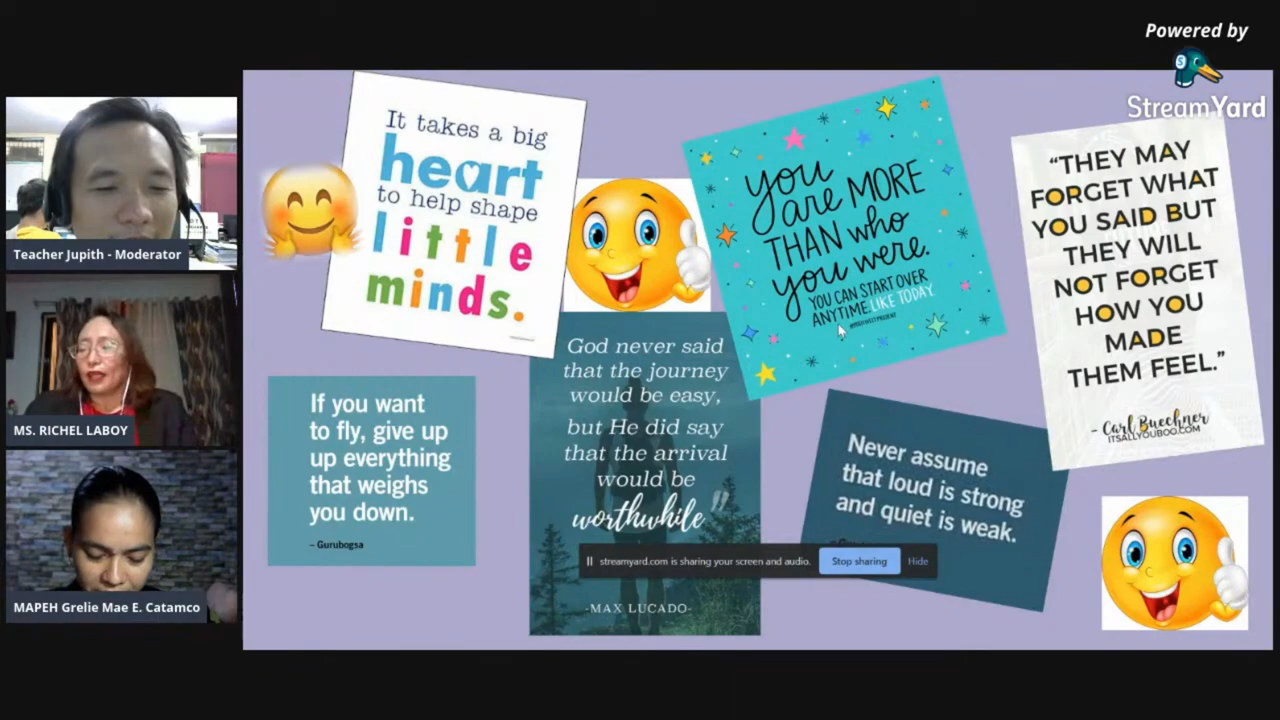 Powered by
StreamYard
Teacher Jupith - Moderator
MS. RICHEL LABOY
MAPEH Grelie Mae E. Catamco
It takes a big
heart
to help shape
little
minds.
you
are MORE
THAN who
you were.
YOU CAN START OVER
ANYTIME. LIKE TODAY.
“THEY MAY
FORGET WHAT
YOU SAID BUT
THEY WILL
NOT FORGET
HOW YOU
MADE
THEM FEEL.”
- Carl Buechner
ITSALLYOUBOO.COM
If you want
to fly, give up
up everything
that weighs
you down.
– Gurubogsa
God never said
that the journey
would be easy,
but He did say
that the arrival
would be
worthwhile”
-MAX LUCADO-
Never assume
that loud is strong
and quiet is weak.
streamyard.com is sharing your screen and audio.
Stop sharing
Hide